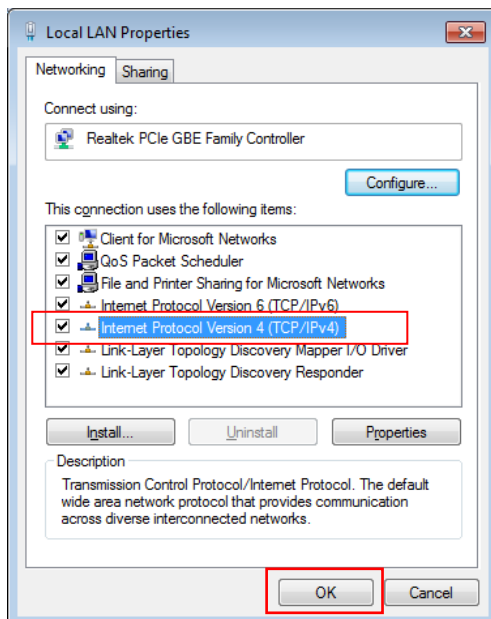 Local LAN Properties
Networking
Sharing
Connect using:
Realtek PCIe GBE Family Controller
Configure...
This connection uses the following items:
Client for Microsoft Networks
QoS Packet Scheduler
File and Printer Sharing for Microsoft Networks
Internet Protocol Version 6 (TCP/IPv6)
Internet Protocol Version 4 (TCP/IPv4)
Link-Layer Topology Discovery Mapper I/O Driver
Link-Layer Topology Discovery Responder
Install...
Uninstall
Properties
Description
Transmission Control Protocol/Internet Protocol. The default
wide area network protocol that provides communication
across diverse interconnected networks.
OK
Cancel